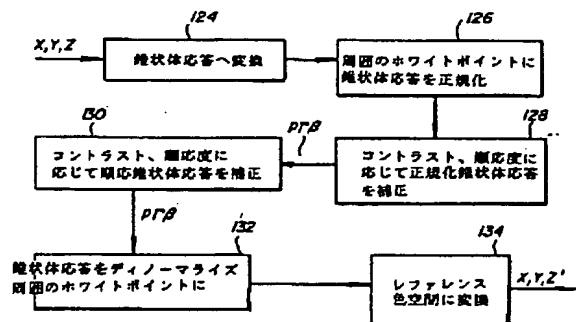 124
X,Y,Z
錐状体応答へ変換
126
周囲のホワイトポイントに
錐状体応答を正規化
128
コントラスト、順応度に
応じて正規化錐状体応答
を補正
PΓβ
130
コントラスト、順応度に
応じて順応錐状体応答を補正
PΓβ
132
錐状体応答をディノーマライズ
周囲のホワイトポイントに
134
レファレンス
色空間に変換
X,Y,Z'